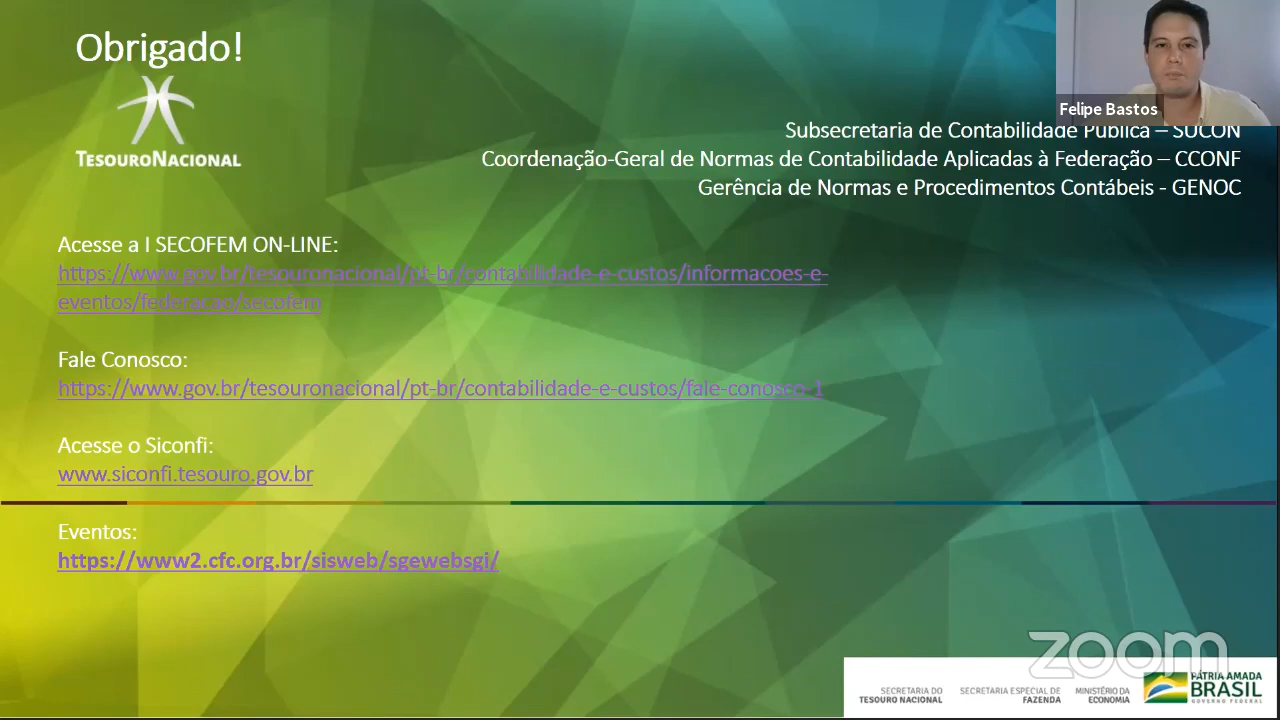 Obrigado!
TESOURONACIONAL
Felipe Bastos
Subsecretaria de Contabilidade Pública – SUCON
Coordenação-Geral de Normas de Contabilidade Aplicadas à Federação – CCONF
Gerência de Normas e Procedimentos Contábeis - GENOC
Acesse a I SECOFEM ON-LINE:
https://www.gov.br/tesouronacional/pt-br/contabilidade-e-custos/informacoes-e-
eventos/federacao/secofem
Fale Conosco:
https://www.gov.br/tesouronacional/pt-br/contabilidade-e-custos/fale-conosco-1
Acesse o Siconfi:
www.siconfi.tesouro.gov.br
Eventos:
https://www2.cfc.org.br/sisweb/sgewebsgi/
zoom
SECRETARIA DO
TESOURO NACIONAL
SECRETARIA ESPECIAL DE
FAZENDA
MINISTÉRIO DA
ECONOMIA
PÁTRIA AMADA
BRASIL
GOVERNO FEDERAL